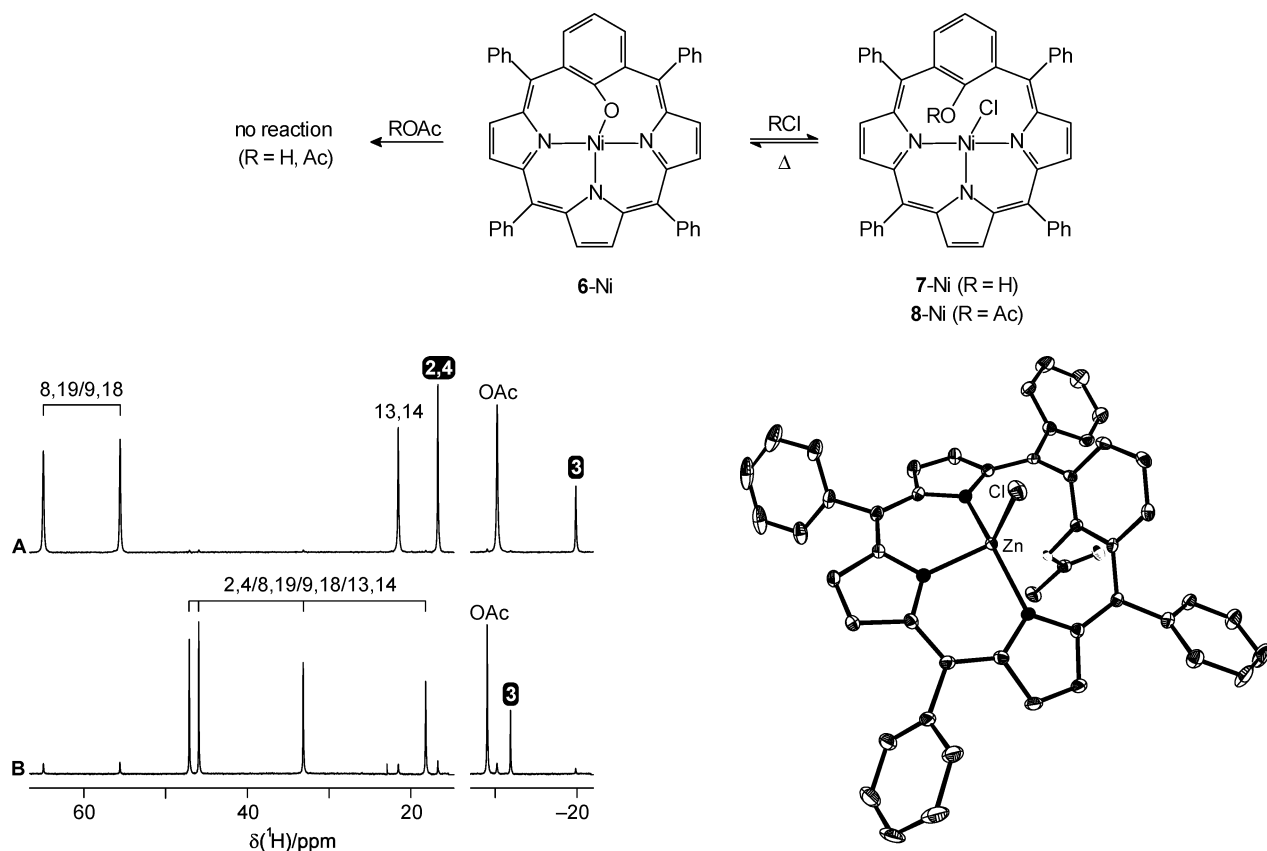 Ph
Ph
O
N
Ni
N
N
Ph
Ph
6-Ni
no reaction
(R = H, Ac)
ROAc
RCl
Δ
Ph
Ph
RO
Cl
N
Ni
N
N
Ph
Ph
7-Ni (R = H)
8-Ni (R = Ac)
8,19/9,18
13,14
2,4
OAc
3
A
2,4/8,19/9,18/13,14
OAc
3
B
60
40
20
–20
δ(¹H)/ppm
Cl
Zn